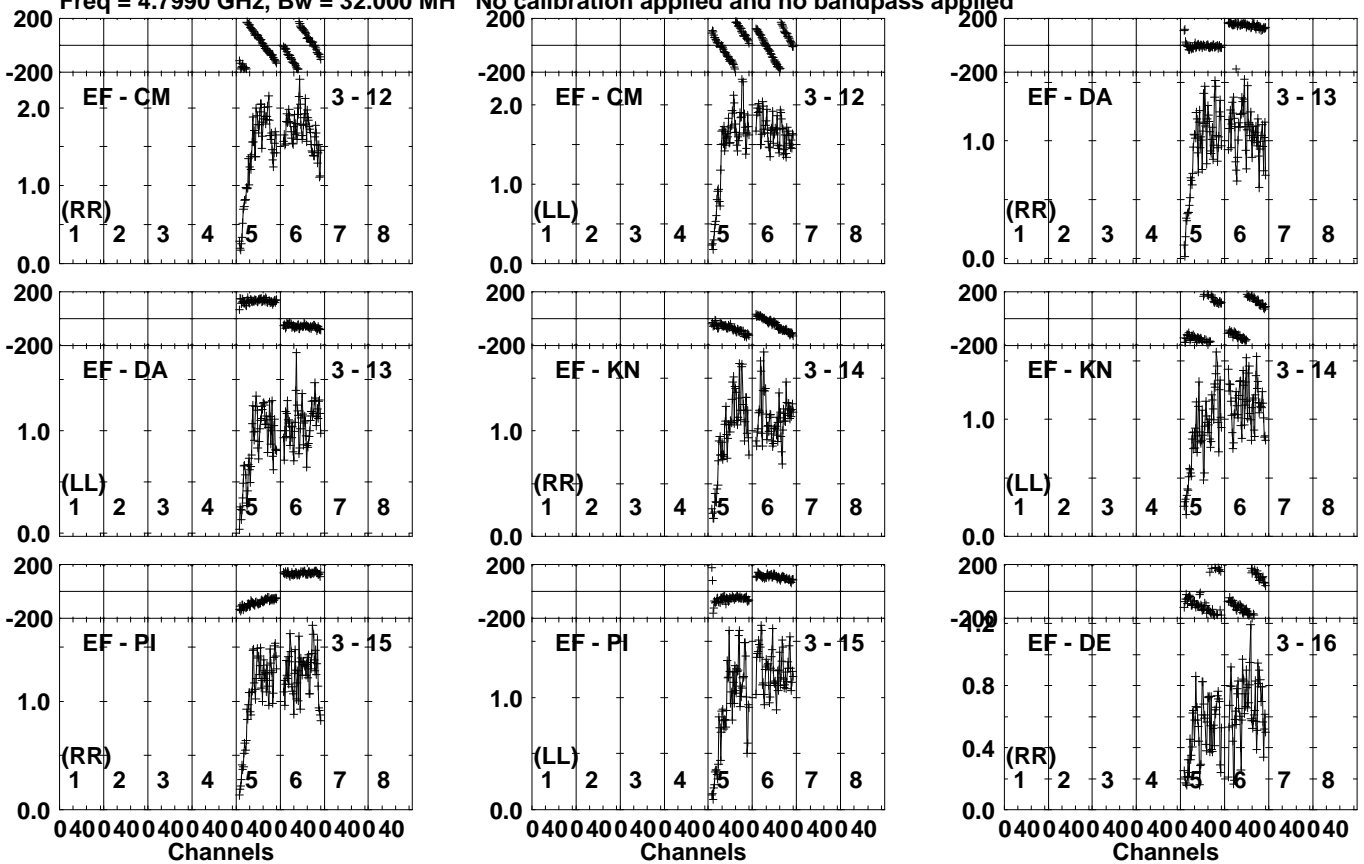 Freq = 4.7990 GHz, Bw = 32.000 MH No calibration applied and no bandpass applied
200 200 200
-200 -200 -200
EF - CM 3 - 12 EF - CM 3 - 12 EF - DA 3 - 13
2.0 2.0
1.0
1.0 1.0
(RR) (LL) (RR)
1 2 3 4 5 6 7 8 1 2 3 4 5 6 7 8 1 2 3 4 5 6 7 8
0.0 0.0 0.0
200 200 200
-200 -200 -200
EF - DA 3 - 13 EF - KN 3 - 14 EF - KN 3 - 14
1.0 1.0 1.0
(LL) (RR) (LL)
1 2 3 4 5 6 7 8 1 2 3 4 5 6 7 8 1 2 3 4 5 6 7 8
0.0 0.0 0.0
200 200 200
-200 -200 -200
1.2
EF - PI 3 - 15 EF - PI 3 - 15 EF - DE 3 - 16
1.0 1.0 0.8
0.4
(RR) (LL) (RR)
1 2 3 4 5 6 7 8 1 2 3 4 5 6 7 8 1 2 3 4 5 6 7 8
0.0 0.0 0.0
0 40 0 40 0 40 0 40 0 40 0 40 0 40 0 40 0 40 0 40 0 40 0 40 0 40 0 40 0 40 0 40 0 40 0 40 0 40 0 40 0 40 0 40 0 40 0 40
Channels Channels Channels